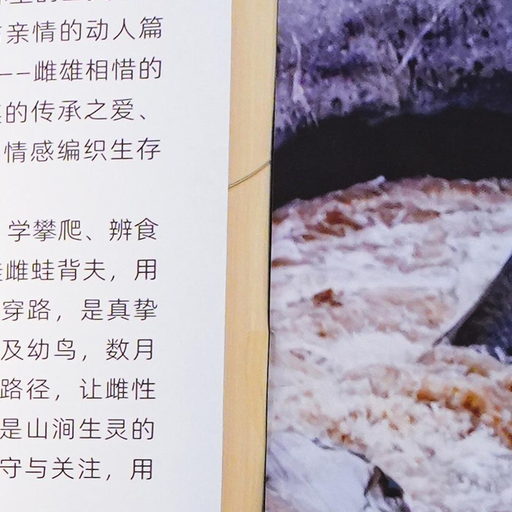 亲情的动人篇
——雌雄相惜的
的传承之爱、
情感编织生存
学攀爬、辨食
雌蛙背夫，用
穿路，是真挚
及幼鸟，数月
路径，让雌性
是山涧生灵的
守与关注，用